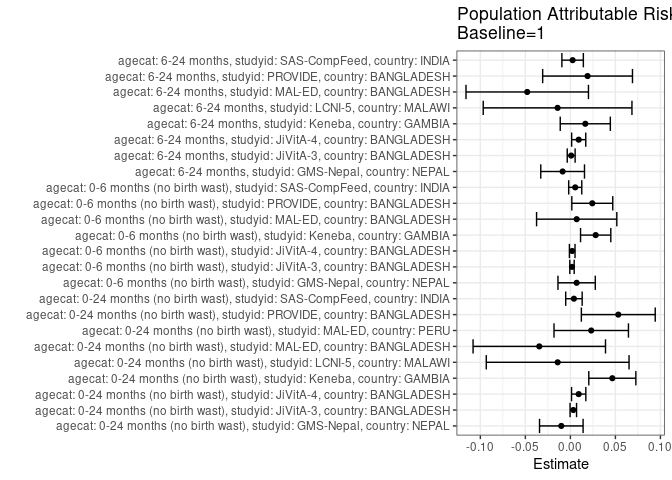 Population Attributable Risk
Baseline=1
agecat: 6-24 months, studyid: SAS-CompFeed, country: INDIA
agecat: 6-24 months, studyid: PROVIDE, country: BANGLADESH
agecat: 6-24 months, studyid: MAL-ED, country: BANGLADESH
agecat: 6-24 months, studyid: LCNI-5, country: MALAWI
agecat: 6-24 months, studyid: Keneba, country: GAMBIA
agecat: 6-24 months, studyid: JiVitA-4, country: BANGLADESH
agecat: 6-24 months, studyid: JiVitA-3, country: BANGLADESH
agecat: 6-24 months, studyid: GMS-Nepal, country: NEPAL
agecat: 0-6 months (no birth wast), studyid: SAS-CompFeed, country: INDIA
agecat: 0-6 months (no birth wast), studyid: PROVIDE, country: BANGLADESH
agecat: 0-6 months (no birth wast), studyid: MAL-ED, country: BANGLADESH
agecat: 0-6 months (no birth wast), studyid: Keneba, country: GAMBIA
agecat: 0-6 months (no birth wast), studyid: JiVitA-4, country: BANGLADESH
agecat: 0-6 months (no birth wast), studyid: JiVitA-3, country: BANGLADESH
agecat: 0-6 months (no birth wast), studyid: GMS-Nepal, country: NEPAL
agecat: 0-24 months (no birth wast), studyid: SAS-CompFeed, country: INDIA
agecat: 0-24 months (no birth wast), studyid: PROVIDE, country: BANGLADESH
agecat: 0-24 months (no birth wast), studyid: MAL-ED, country: PERU
agecat: 0-24 months (no birth wast), studyid: MAL-ED, country: BANGLADESH
agecat: 0-24 months (no birth wast), studyid: LCNI-5, country: MALAWI
agecat: 0-24 months (no birth wast), studyid: Keneba, country: GAMBIA
agecat: 0-24 months (no birth wast), studyid: JiVitA-4, country: BANGLADESH
agecat: 0-24 months (no birth wast), studyid: JiVitA-3, country: BANGLADESH
agecat: 0-24 months (no birth wast), studyid: GMS-Nepal, country: NEPAL
-0.10 -0.05 0.00 0.05 0.10
Estimate